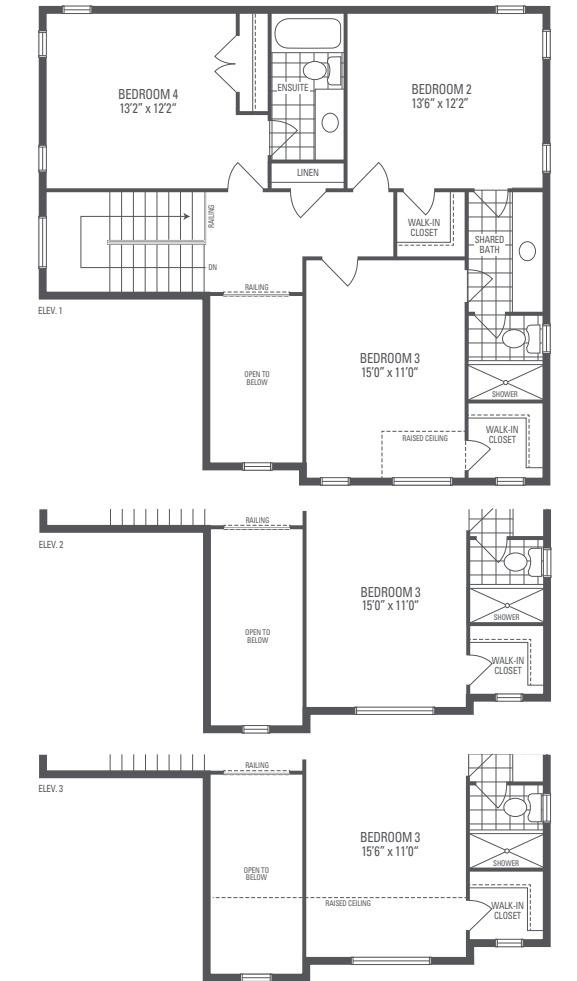 BEDROOM 4
13'2" x 12'2"
ENSUITE
BEDROOM 2
13'6" x 12'2"
LINEN
RAILING
WALK-IN
CLOSET
SHARED
BATH
DN
RAILING
ELEV. 1
OPEN TO
BELOW
BEDROOM 3
15'0" x 11'0"
SHOWER
RAISED CEILING
WALK-IN
CLOSET
RAILING
ELEV. 2
BEDROOM 3
15'0" x 11'0"
SHOWER
OPEN TO
BELOW
WALK-IN
CLOSET
RAILING
ELEV. 3
BEDROOM 3
15'6" x 11'0"
SHOWER
OPEN TO
BELOW
RAISED CEILING
WALK-IN
CLOSET